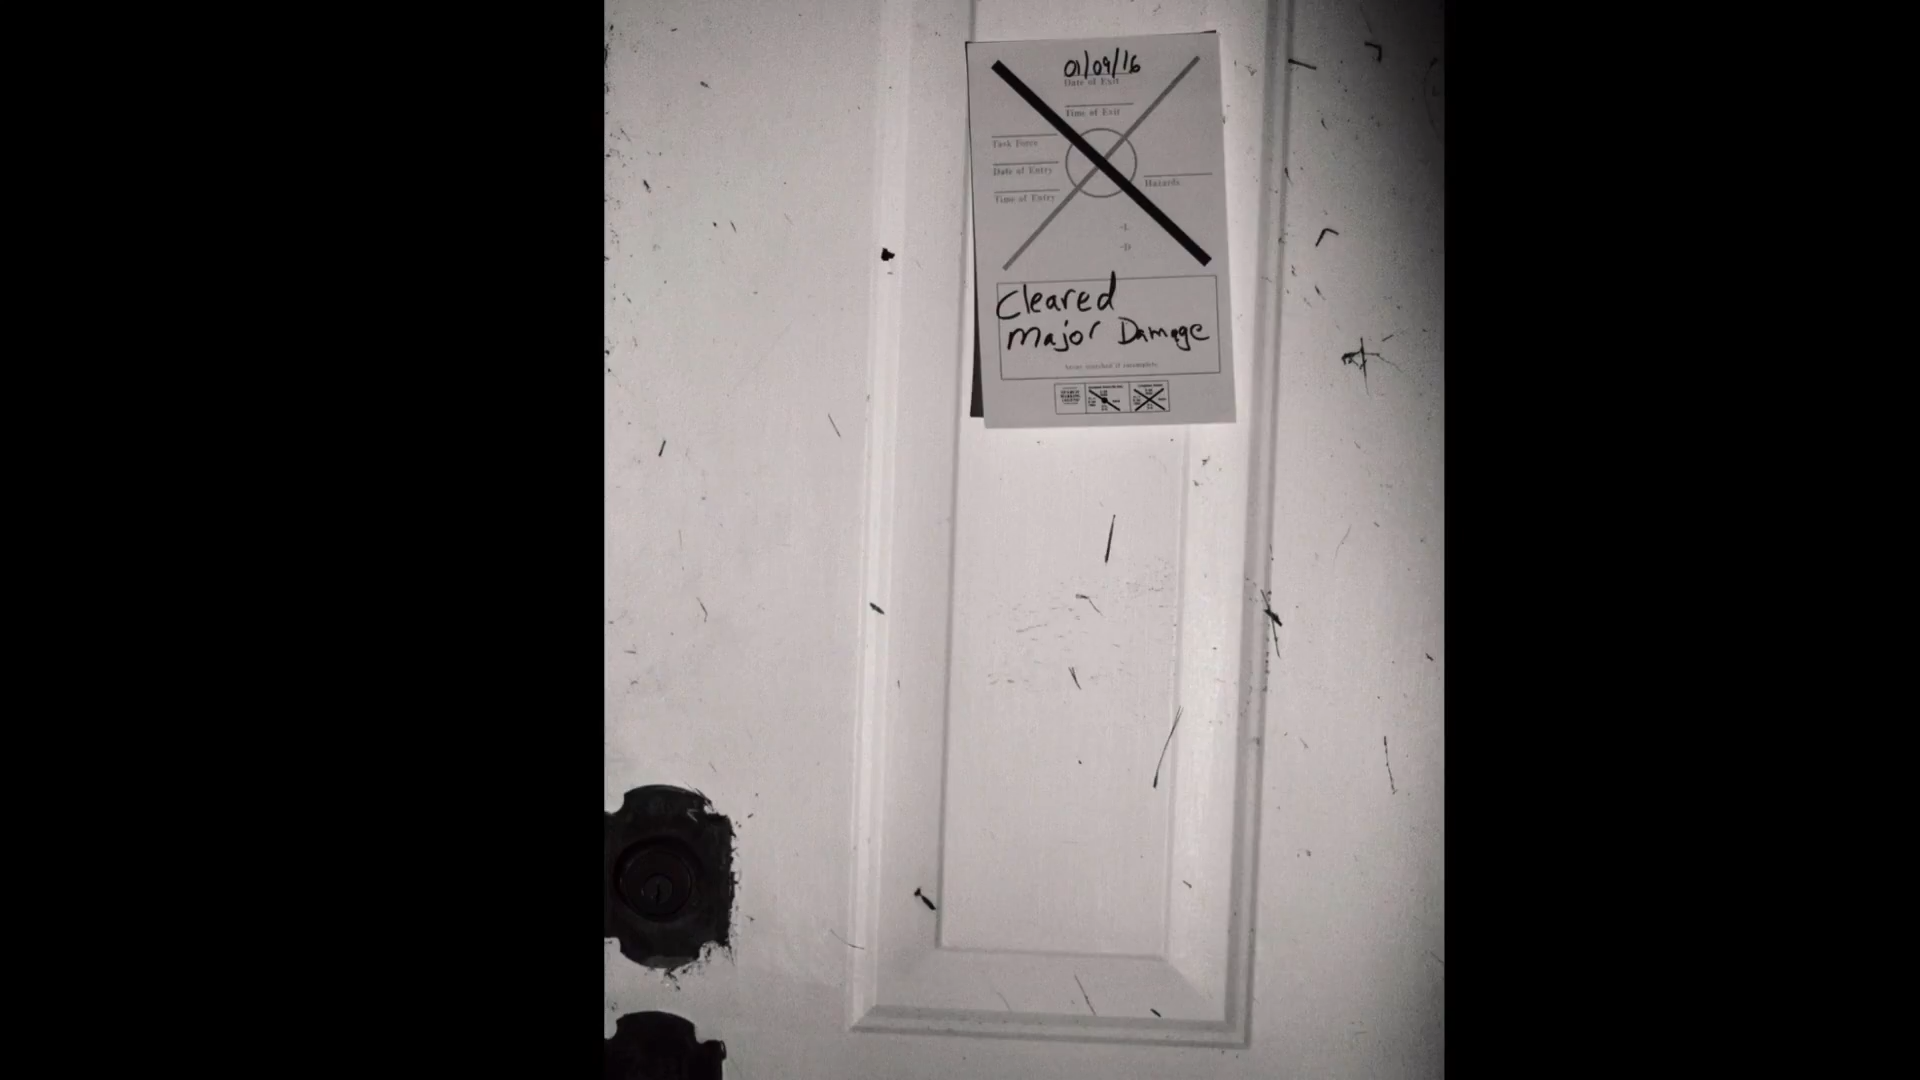 01/09/16
Date of Exit
Time of Exit
Task Force
Date of Entry
Time of Entry
Hazards
-L
-D
Cleared
Major Damage